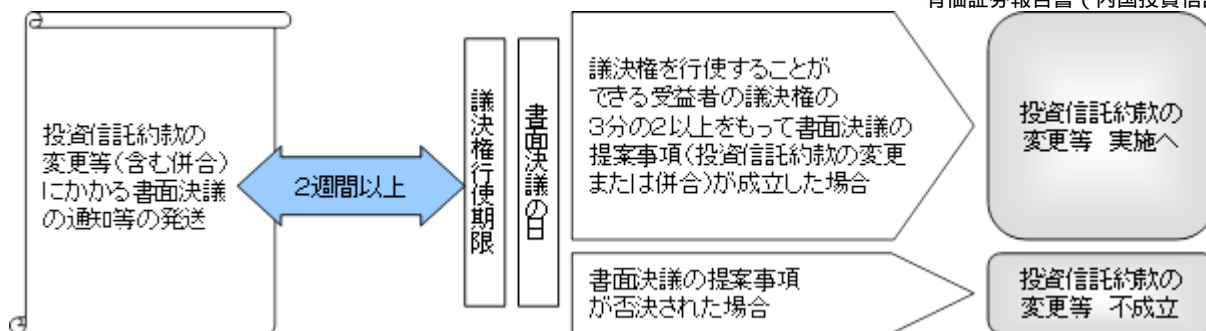 有価証券報告書(内国投資信託
投資信託約款の
変更等(含む併合)
にかかる書面決議
の通知等の発送
2週間以上
議決権行使期限
書面決議の日
議決権を行使することが
できる受益者の議決権の
3分の2以上をもって書面決議の
提案事項(投資信託約款の変更
または併合)が成立した場合
投資信託約款の
変更等 実施へ
書面決議の提案事項
が否決された場合
投資信託約款の
変更等 不成立